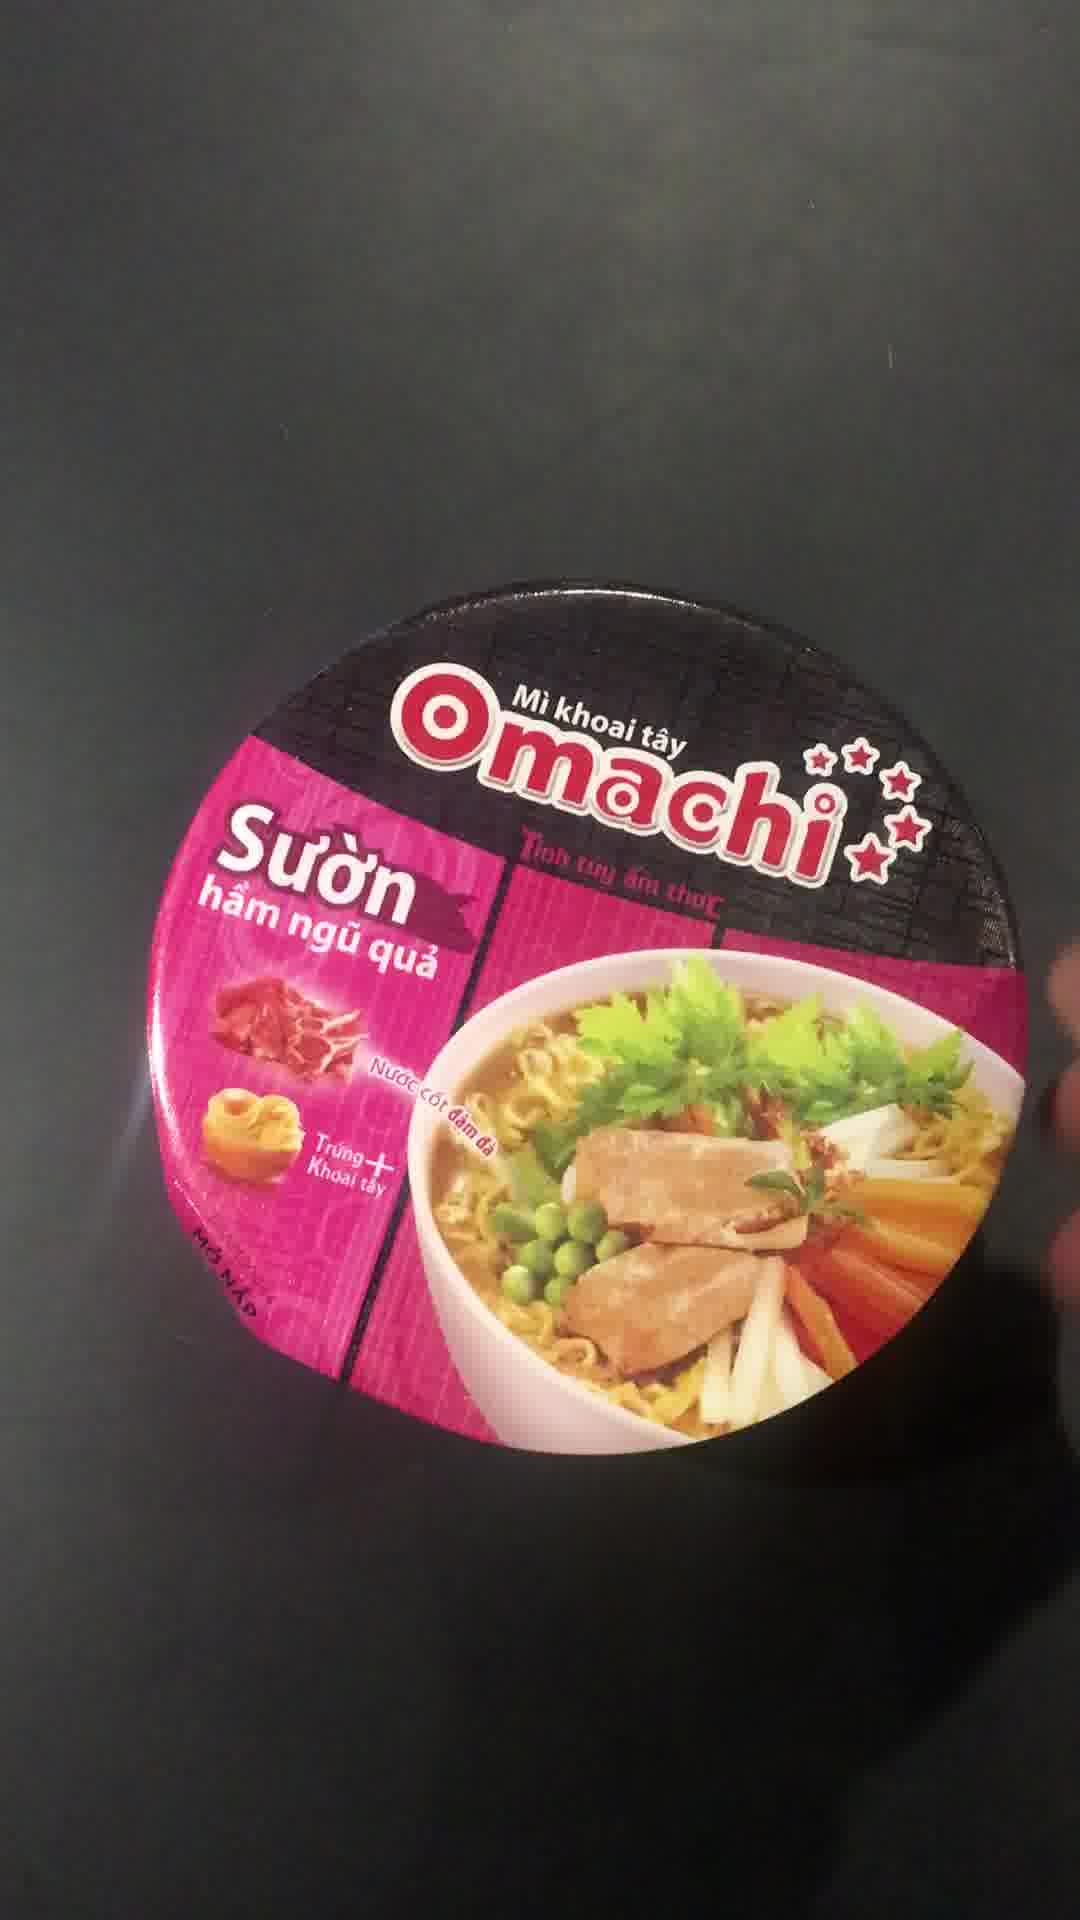 Mì khoai tây
Omachi
Tinh túy ẩm thực
Sườn
hầm ngũ quả
Nước cốt đậm đà
Trứng +
Khoai tây
MỞ NẮP